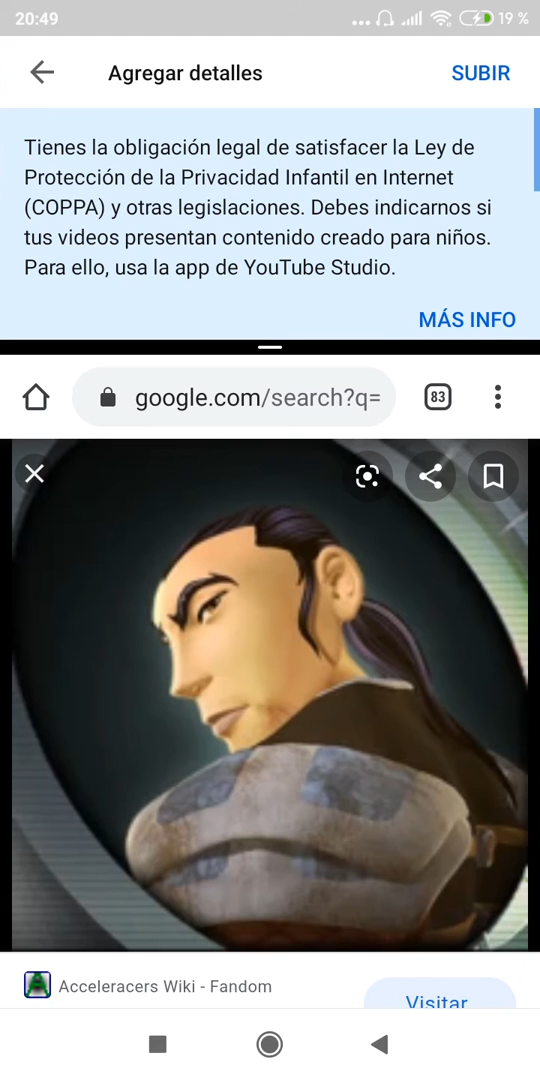 20:49
19 %
Agregar detalles
SUBIR
Tienes la obligación legal de satisfacer la Ley de
Protección de la Privacidad Infantil en Internet
(COPPA) y otras legislaciones. Debes indicarnos si
tus videos presentan contenido creado para niños.
Para ello, usa la app de YouTube Studio.
MÁS INFO
google.com/search?q=
83
Acceleracers Wiki - Fandom
Visitar